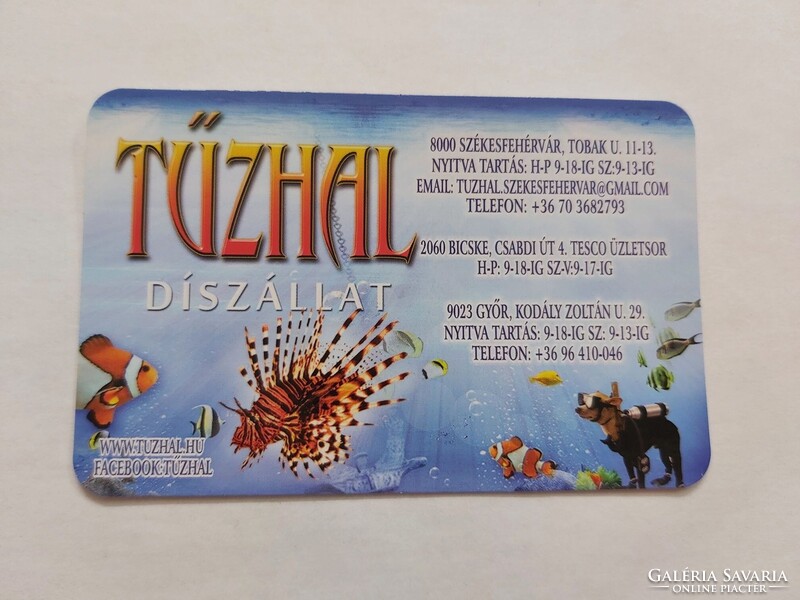 TŰZHAL
DÍSZÁLLAT
8000 SZÉKESFEHÉRVÁR, TOBAK U. 11-13.
NYITVA TARTÁS: H-P 9-18-IG SZ:9-13-IG
EMAIL: TUZHAL.SZEKESFEHERVAR@GMAIL.COM
TELEFON: +36 70 3682793
2060 BICSKE, CSABDI ÚT 4. TESCO ÜZLETSOR
H-P: 9-18-IG SZ-V:9-17-IG
9023 GYŐR, KODÁLY ZOLTÁN U. 29.
NYITVA TARTÁS: 9-18-IG SZ: 9-13-IG
TELEFON: +36 96 410-046
WWW.TUZHAL.HU
FACEBOOK:TŰZHAL
GALÉRIA SAVARIA
ONLINE PIACTÉR